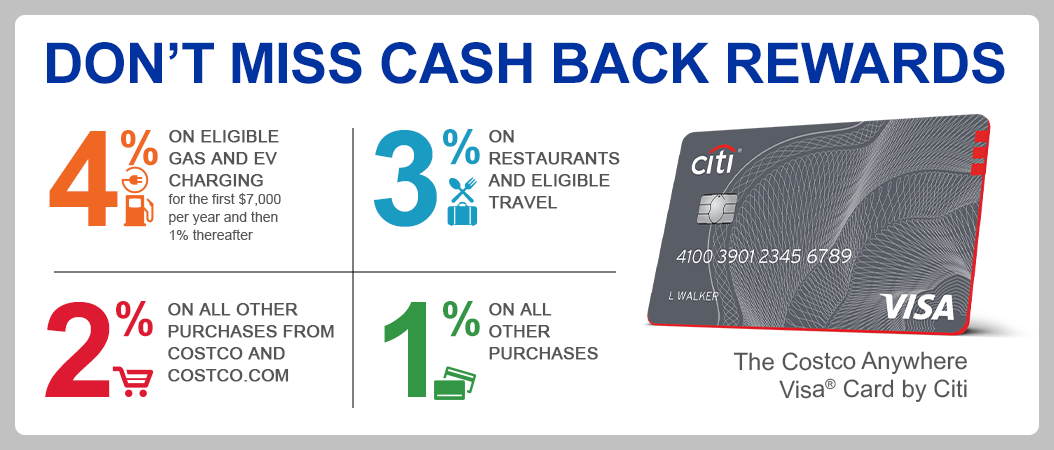 DON'T MISS CASH BACK REWARDS
4%
ON ELIGIBLE
GAS AND EV
CHARGING
for the first $7,000
per year and then
1% thereafter
3%
ON
RESTAURANTS
AND ELIGIBLE
TRAVEL
2%
ON ALL OTHER
PURCHASES FROM
COSTCO AND
COSTCO.COM
1%
ON ALL
OTHER
PURCHASES
citi®
4100 3901 2345 6789
L WALKER
VISA
The Costco Anywhere
Visa® Card by Citi